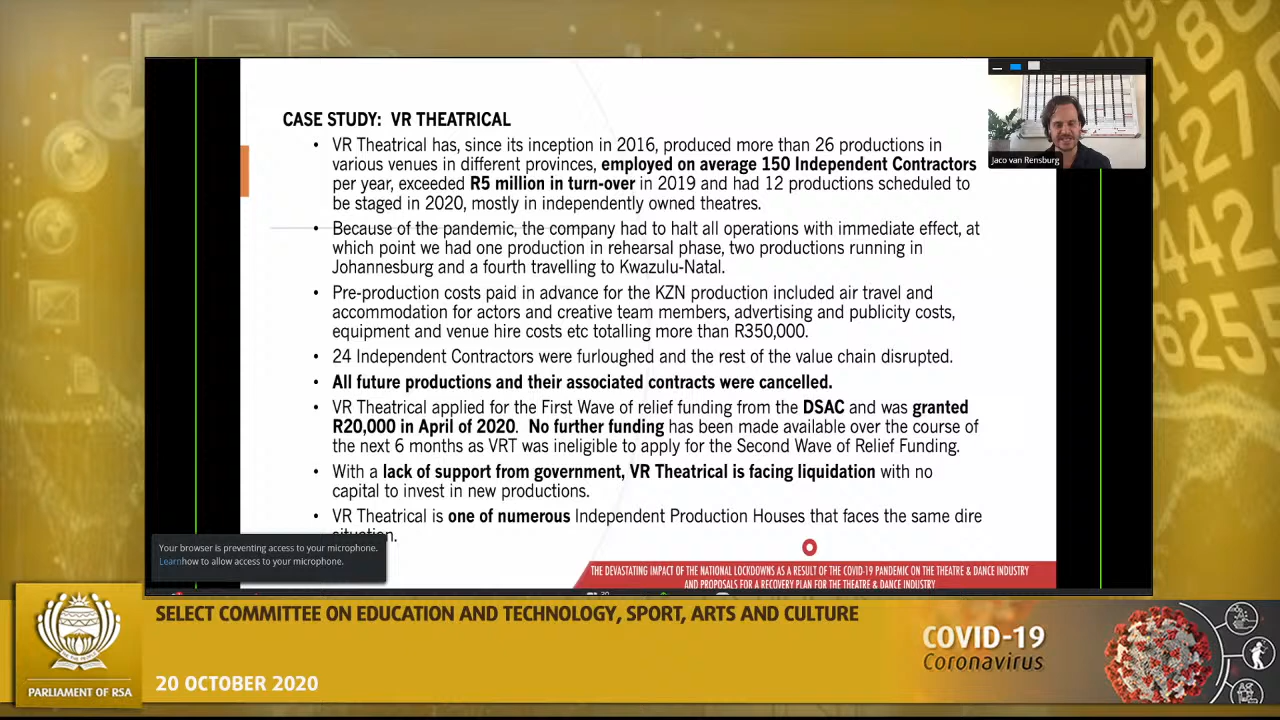 CASE STUDY: VR THEATRICAL
• VR Theatrical has, since its inception in 2016, produced more than 26 productions in
various venues in different provinces, employed on average 150 Independent Contractors
per year, exceeded R5 million in turn-over in 2019 and had 12 productions scheduled to
be staged in 2020, mostly in independently owned theatres.
• Because of the pandemic, the company had to halt all operations with immediate effect, at
which point we had one production in rehearsal phase, two productions running in
Johannesburg and a fourth travelling to Kwazulu-Natal.
• Pre-production costs paid in advance for the KZN production included air travel and
accommodation for actors and creative team members, advertising and publicity costs,
equipment and venue hire costs etc totalling more than R350,000.
• 24 Independent Contractors were furloughed and the rest of the value chain disrupted.
• All future productions and their associated contracts were cancelled.
• VR Theatrical applied for the First Wave of relief funding from the DSAC and was granted
R20,000 in April of 2020. No further funding has been made available over the course of
the next 6 months as VRT was ineligible to apply for the Second Wave of Relief Funding.
• With a lack of support from government, VR Theatrical is facing liquidation with no
capital to invest in new productions.
• VR Theatrical is one of numerous Independent Production Houses that faces the same dire
situation.
Jaco van Rensburg
Your browser is preventing access to your microphone.
Learnhow to allow access to your microphone.
THE DEVASTATING IMPACT OF THE NATIONAL LOCKDOWNS AS A RESULT OF THE COVID-19 PANDEMIC ON THE THEATRE & DANCE INDUSTRY
AND PROPOSALS FOR A RECOVERY PLAN FOR THE THEATRE & DANCE INDUSTRY
SELECT COMMITTEE ON EDUCATION AND TECHNOLOGY, SPORT, ARTS AND CULTURE
20 OCTOBER 2020
PARLIAMENT OF RSA
COVID-19
Coronavirus